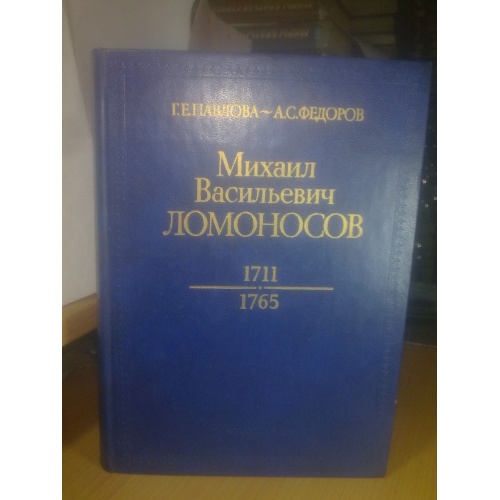 Г.Е.ПАВЛОВА~А.С.ФЕДОРОВ
Михаил
Васильевич
ЛОМОНОСОВ
1711
1765